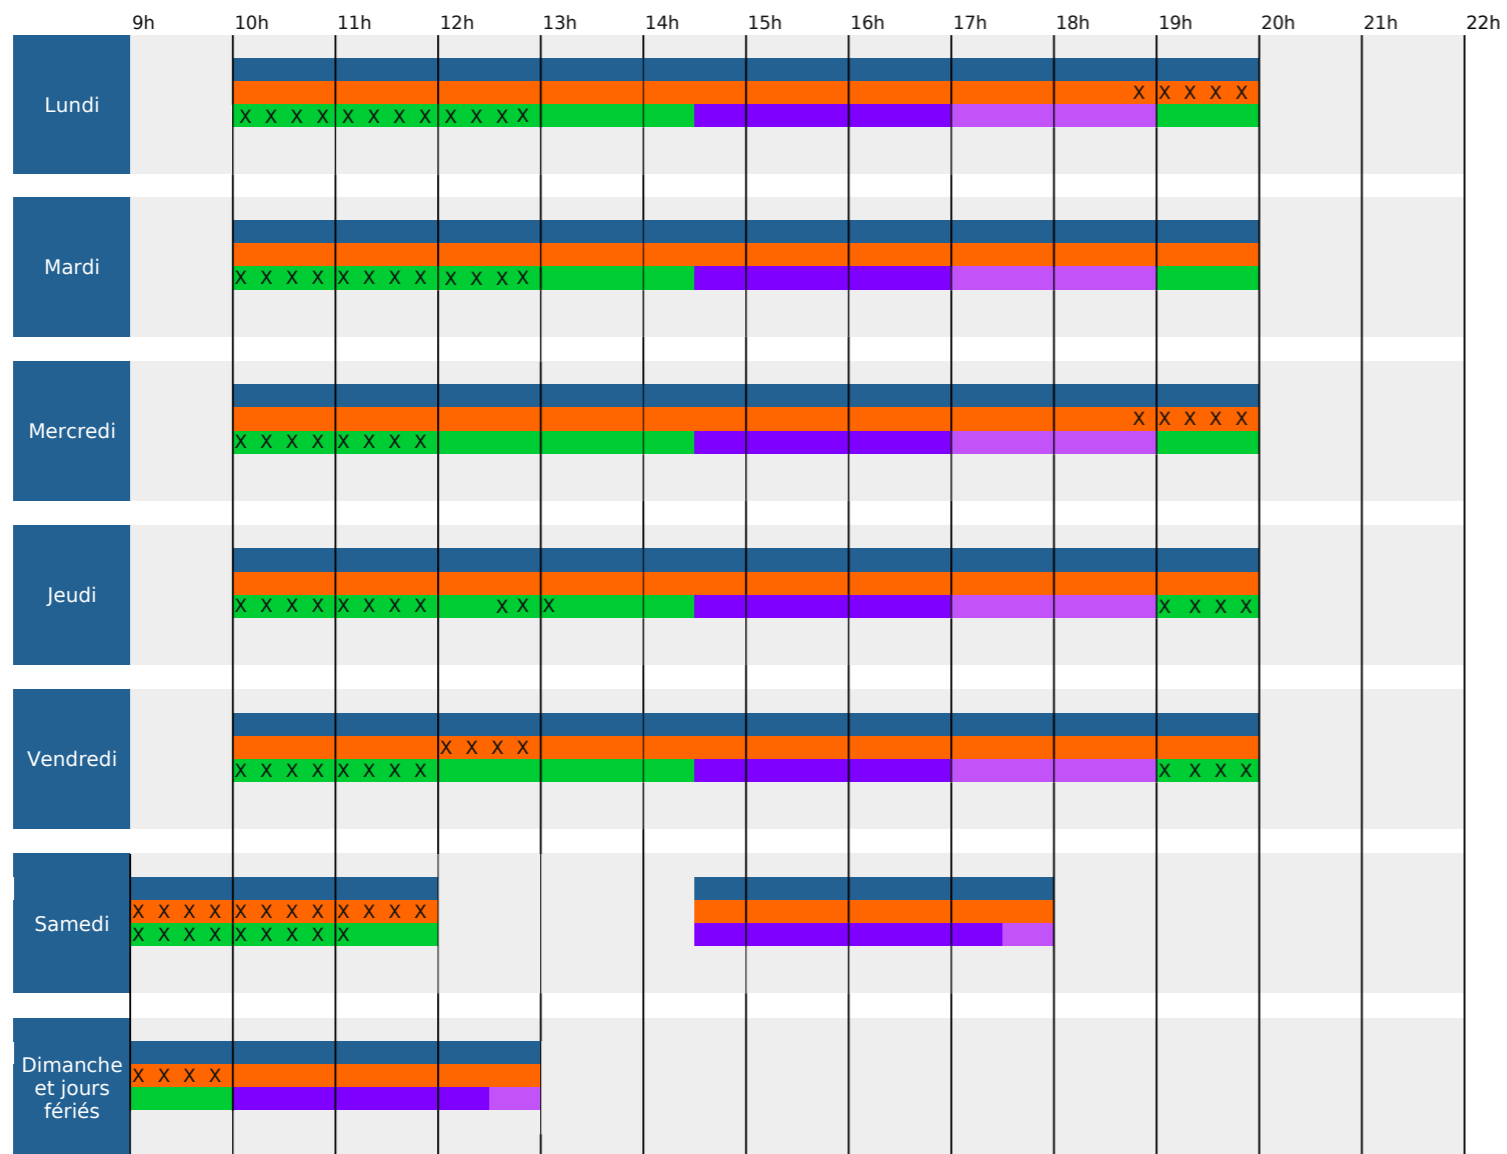 9h 10h 11h 12h 13h 14h 15h 16h 17h 18h 19h 20h 21h 22h
X X X X X
Lundi
X X X X X X X X X X X X
Mardi
X X X X X X X X X X X X
X X X X X
Mercredi
X X X X X X X X
Jeudi
X X X X X X X X X X X X X X X
X X X X
Vendredi
X X X X X X X X X X X X
X X X X X X X X X X X X
Samedi
X X X X X X X X X
Dimanche
X X X X
et jours
fériés